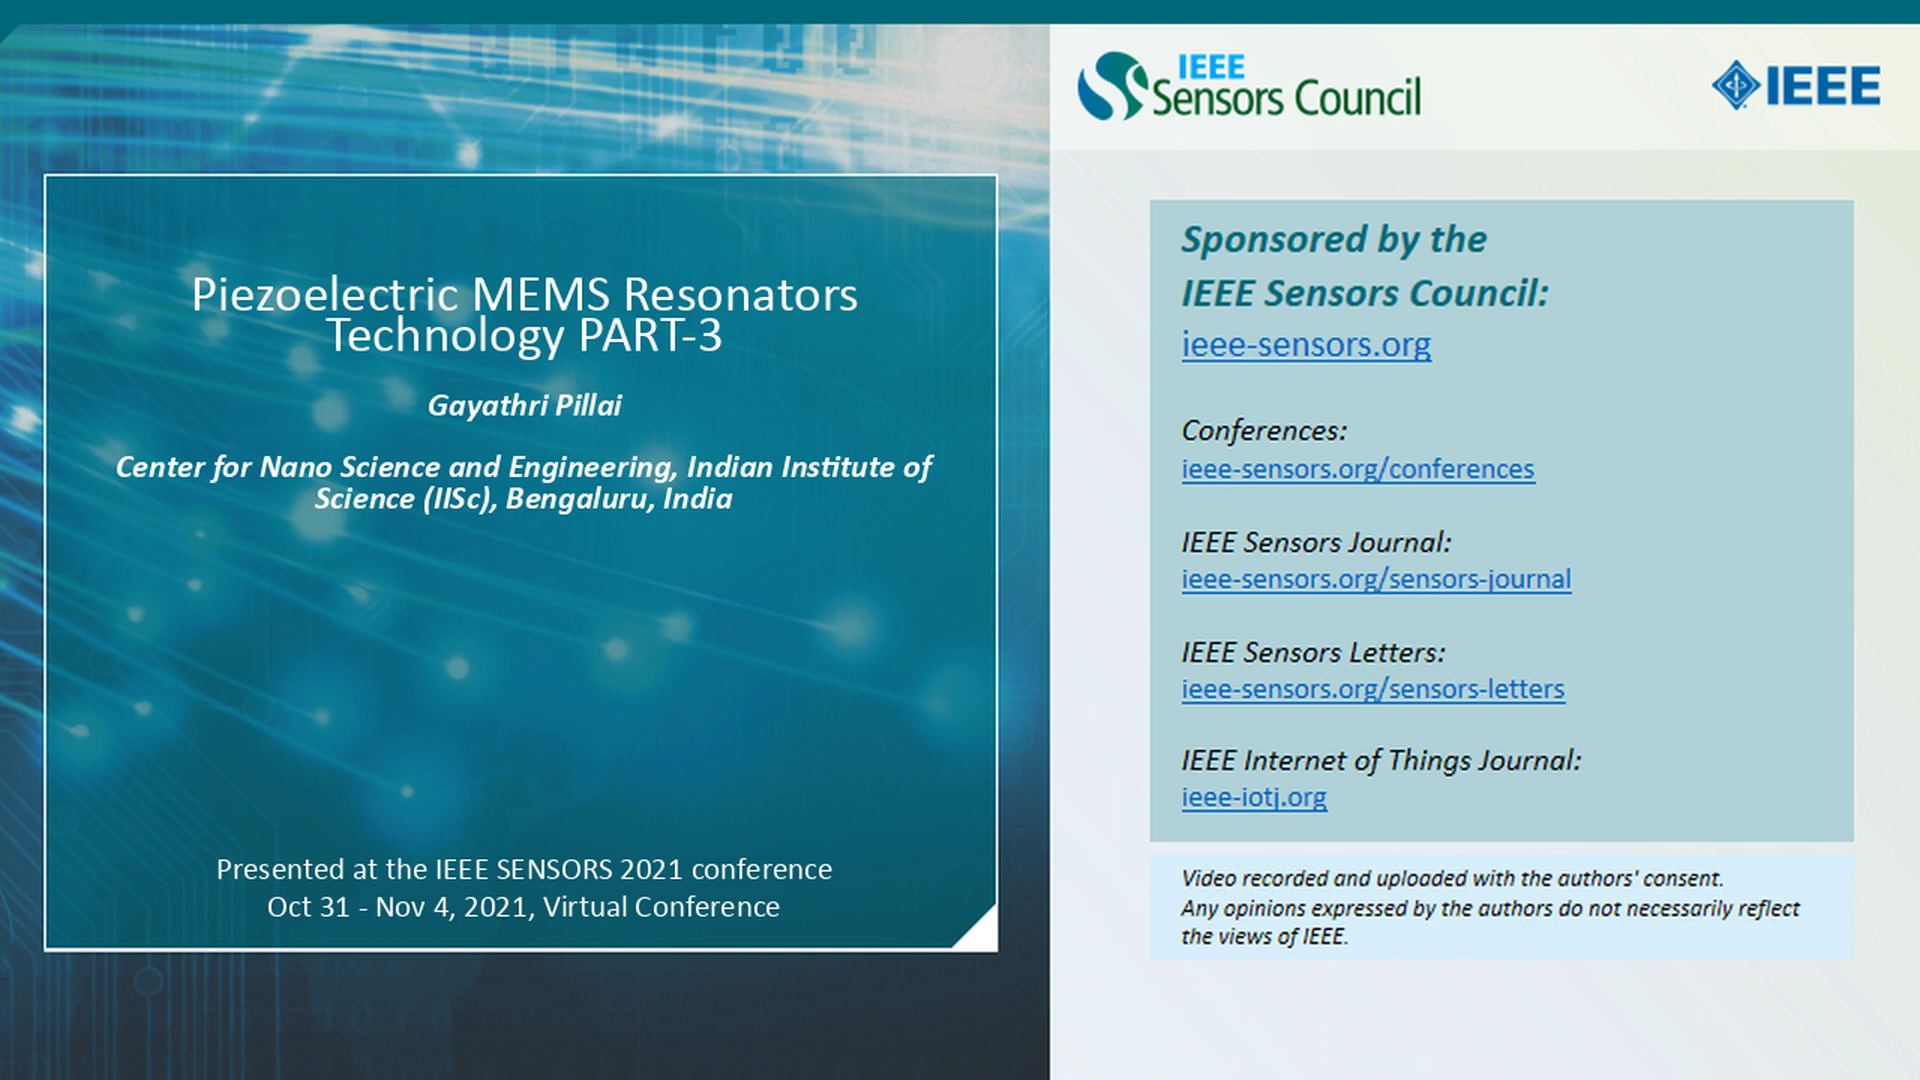 Piezoelectric MEMS Resonators
Technology PART-3
Gayathri Pillai
Center for Nano Science and Engineering, Indian Institute of
Science (IISc), Bengaluru, India
Presented at the IEEE SENSORS 2021 conference
Oct 31 - Nov 4, 2021, Virtual Conference
IEEE
Sensors Council
IEEE
Sponsored by the
IEEE Sensors Council:
ieee-sensors.org
Conferences:
ieee-sensors.org/conferences
IEEE Sensors Journal:
ieee-sensors.org/sensors-journal
IEEE Sensors Letters:
ieee-sensors.org/sensors-letters
IEEE Internet of Things Journal:
ieee-iotj.org
Video recorded and uploaded with the authors' consent.
Any opinions expressed by the authors do not necessarily reflect
the views of IEEE.